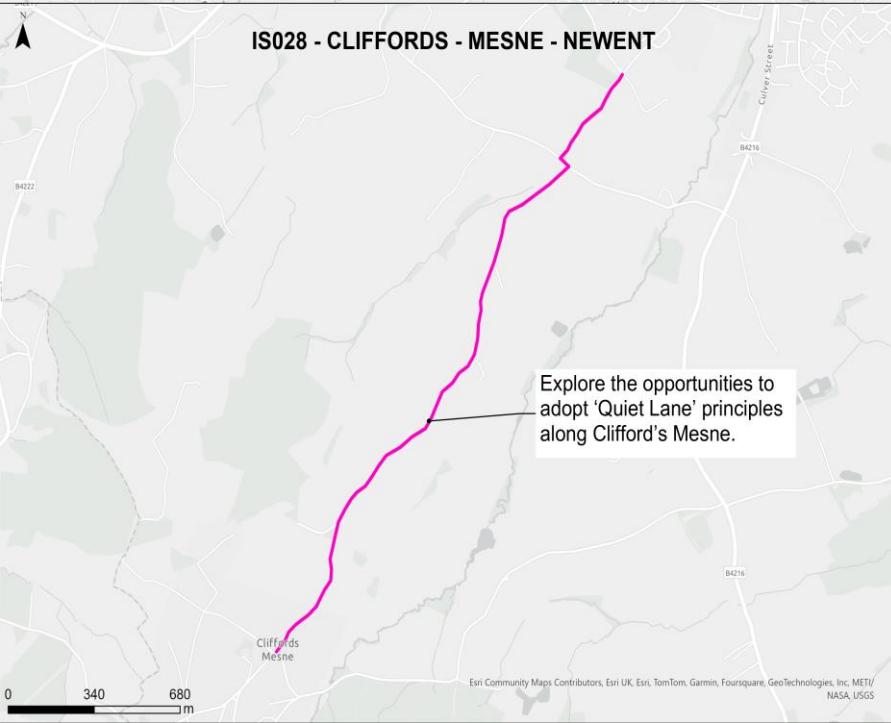 N
IS028 - CLIFFORDS - MESNE - NEWENT
Culver Street
B4216
B4222
Explore the opportunities to
adopt ‘Quiet Lane’ principles
along Clifford’s Mesne.
B4216
Cliffords
Mesne
Esri Community Maps Contributors, Esri UK, Esri, TomTom, Garmin, Foursquare, GeoTechnologies, Inc, METI/
NASA, USGS
0 340 680
m